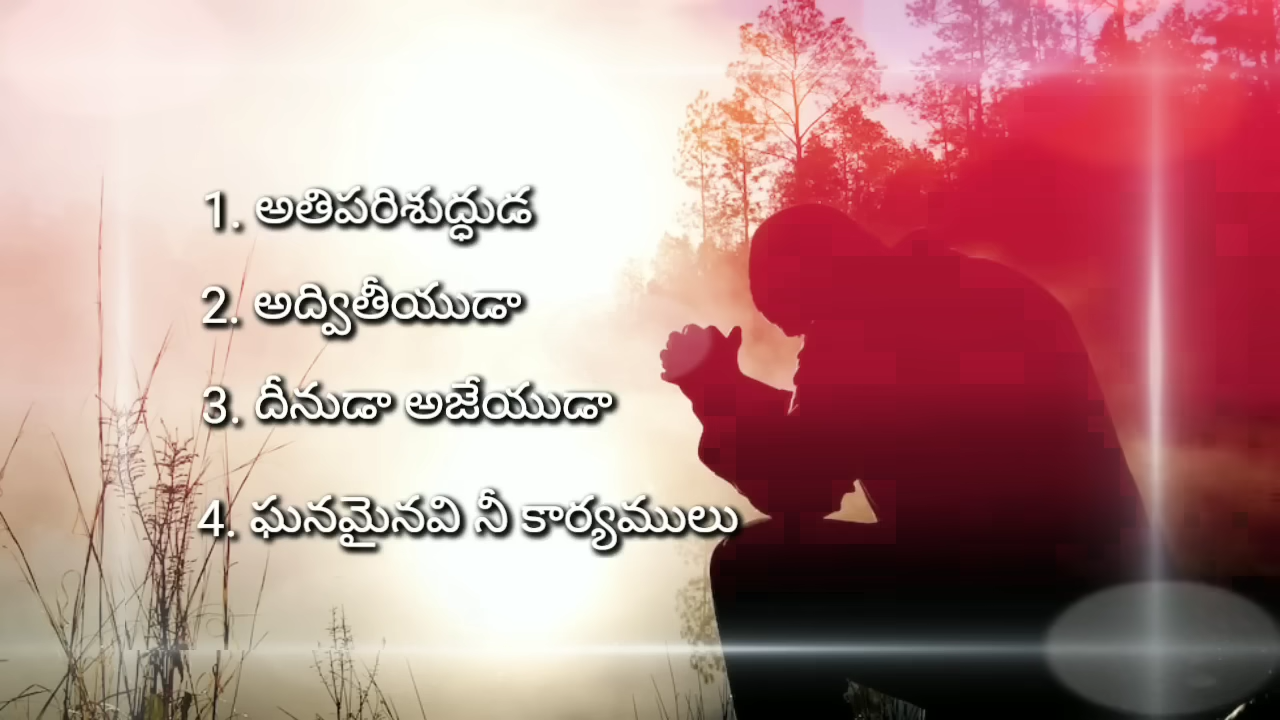 1. అతిపరిశుద్ధుడ
2. అద్వితీయుడా
3. దీనుడా అజేయుడా
4. ఘనమైనవి నీ కార్యములు